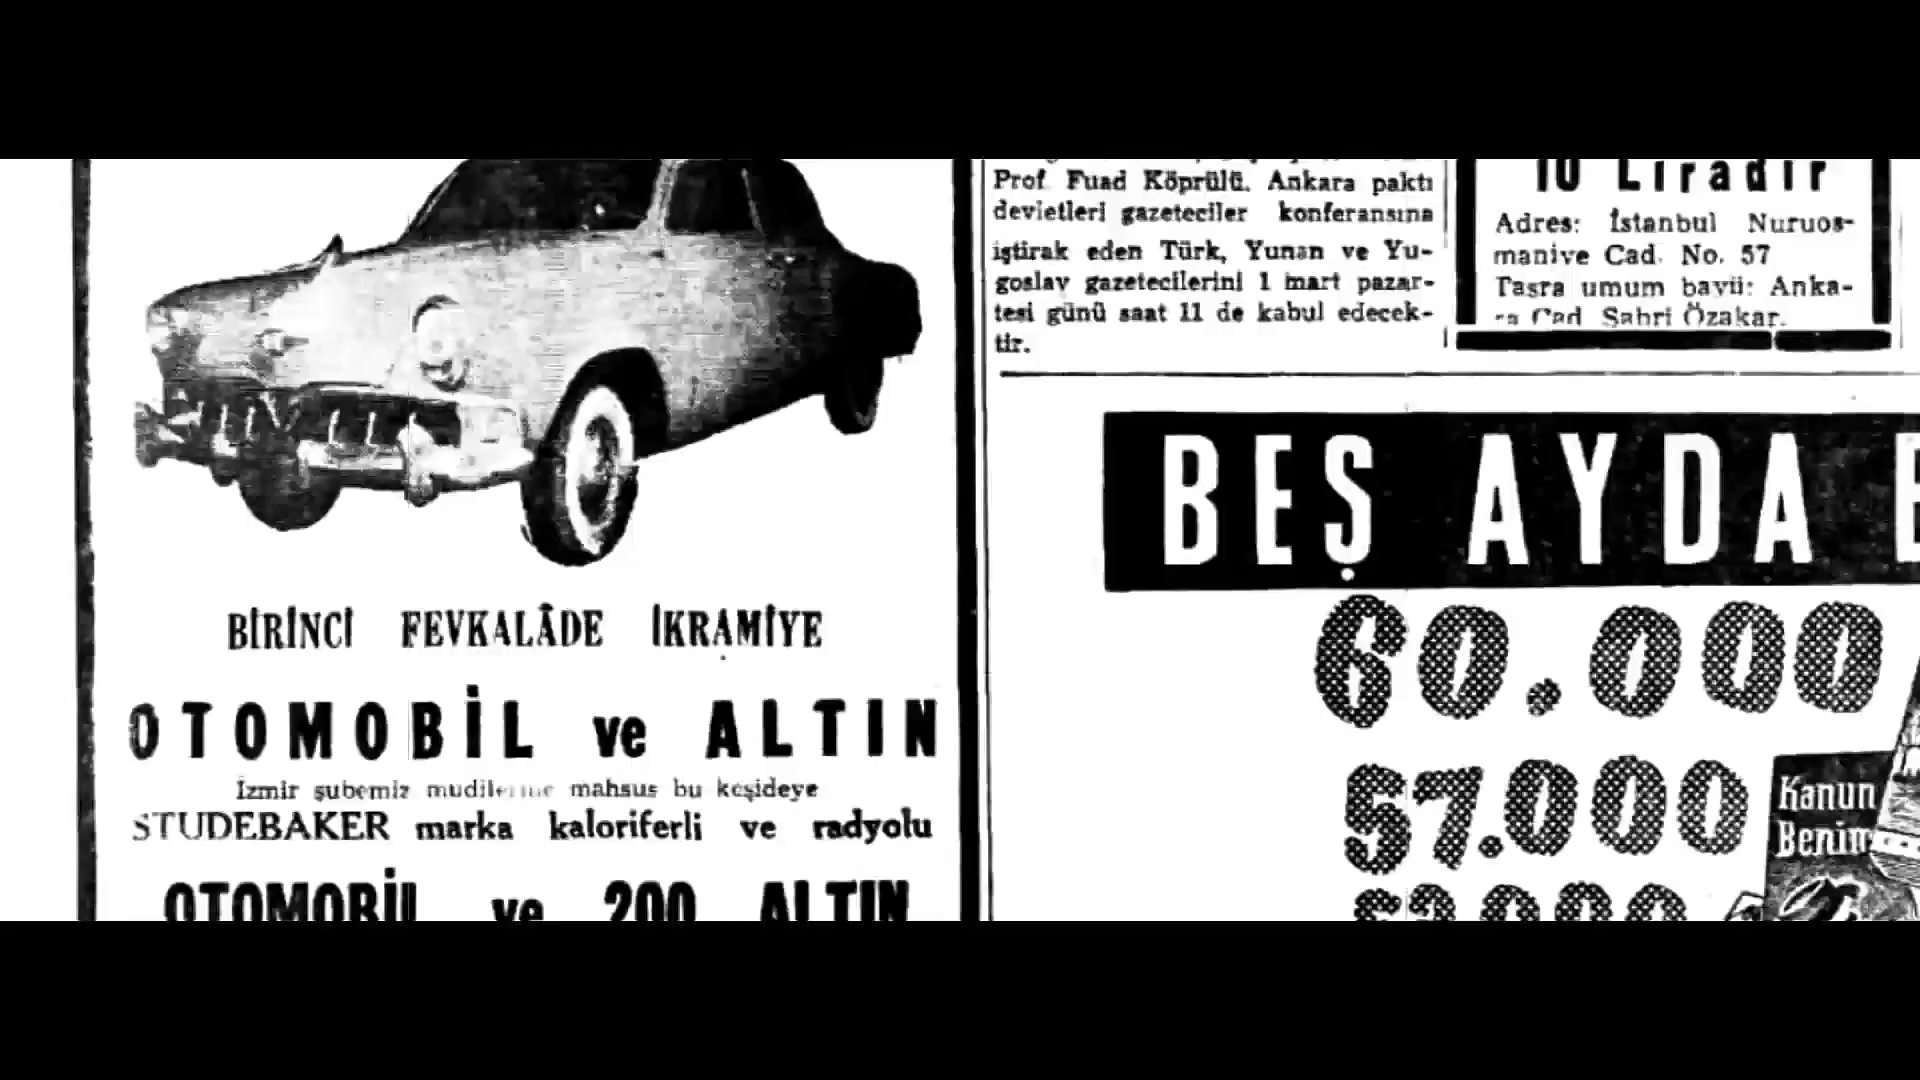 BİRİNCİ FEVKALÂDE İKRAMİYE
OTOMOBİL ve ALTIN
İzmir şubemiz mudilerine mahsus bu keşideye
STUDEBAKER marka kaloriferli ve radyolu
OTOMOBİL ve 200 ALTIN
Prof. Fuad Köprülü, Ankara paktı
devletleri gazeteciler konferansına
iştirak eden Türk, Yunan ve Yu-
goslav gazetecilerini 1 mart pazar-
tesi günü saat 11 de kabul edecek-
tir.
10 Liradır
Adres: İstanbul Nuruos-
maniye Cad. No. 57
Taşra umum bayii: Anka-
ra Cad. Sabri Özakar.
BEŞ AYDA
60.000
57.000
Kanun
Benim